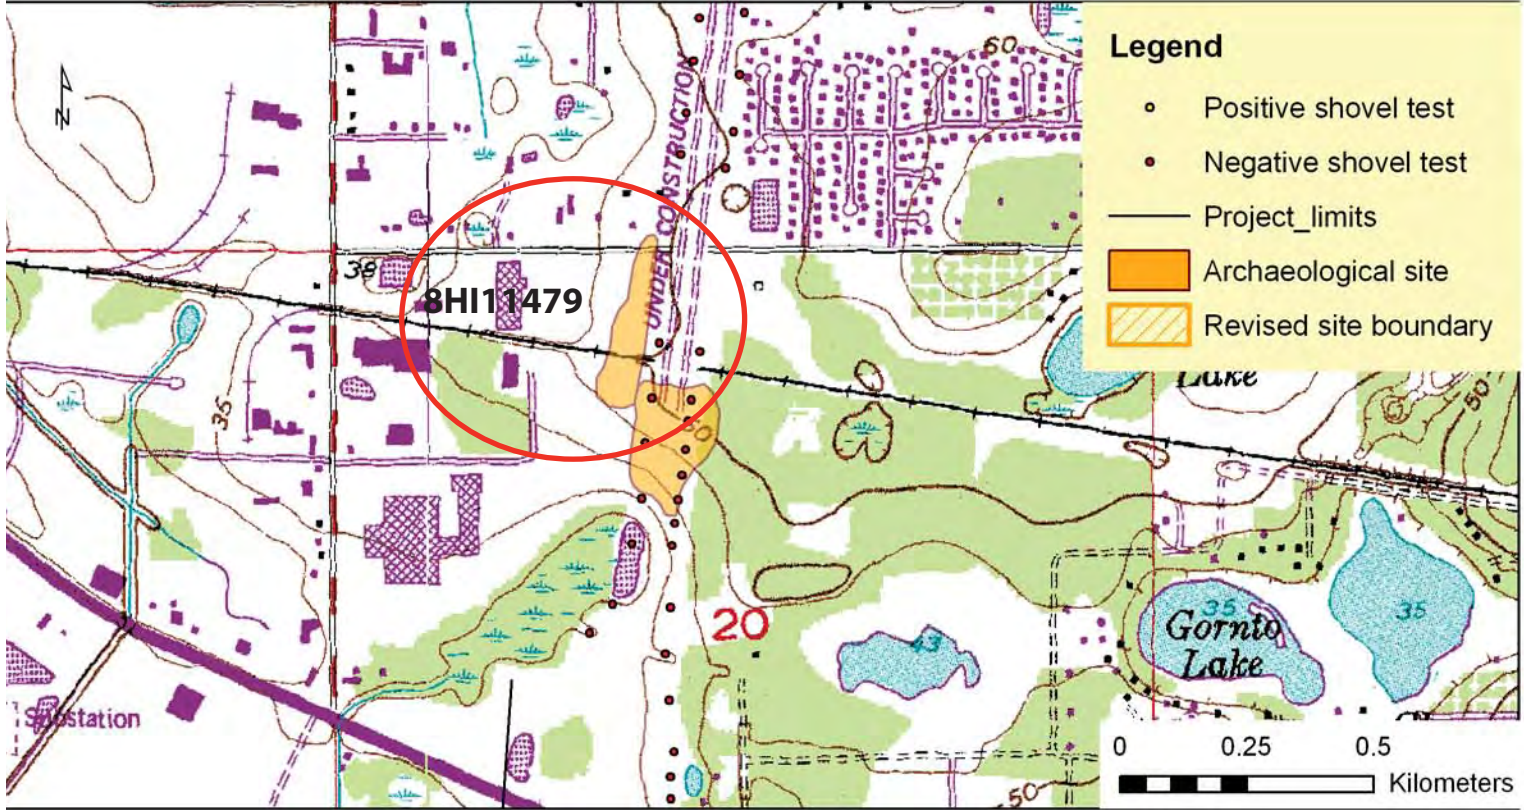 60
Legend
Positive shovel test
Negative shovel test
Project_limits
Archaeological site
Revised site boundary
N
UNDER CONSTRUCTION
38
8HI11479
35
Lake
50
20
43
35
Gornto
Lake
35
Substation
50
0 0.25 0.5
Kilometers